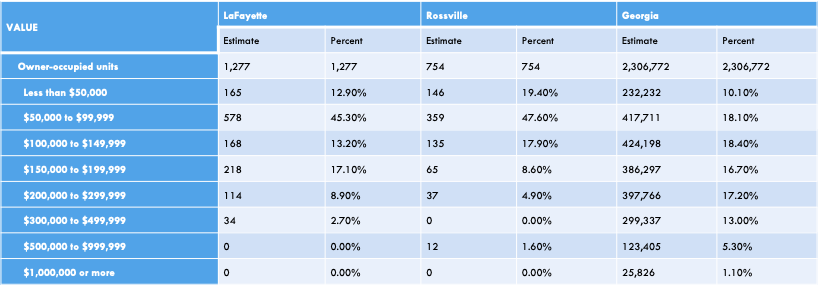 VALUE LaFayette Rossville Georgia
Estimate Percent Estimate Percent Estimate Percent
Owner-occupied units 1,277 1,277 754 754 2,306,772 2,306,772
Less than $50,000 165 12.90% 146 19.40% 232,232 10.10%
$50,000 to $99,999 578 45.30% 359 47.60% 417,711 18.10%
$100,000 to $149,999 168 13.20% 135 17.90% 424,198 18.40%
$150,000 to $199,999 218 17.10% 65 8.60% 386,297 16.70%
$200,000 to $299,999 114 8.90% 37 4.90% 397,766 17.20%
$300,000 to $499,999 34 2.70% 0 0.00% 299,337 13.00%
$500,000 to $999,999 0 0.00% 12 1.60% 123,405 5.30%
$1,000,000 or more 0 0.00% 0 0.00% 25,826 1.10%